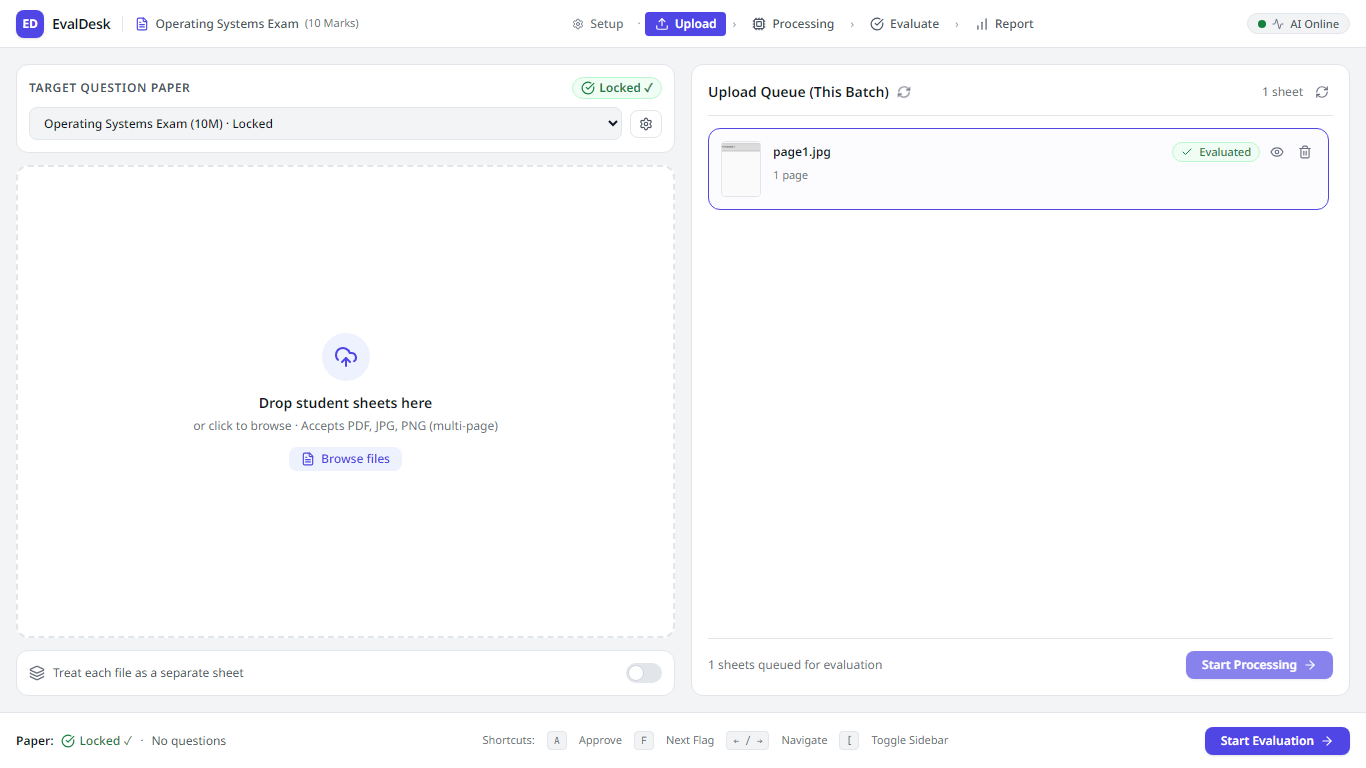 ED EvalDesk Operating Systems Exam (10 Marks) Setup · Upload › Processing › Evaluate › Report AI Online
TARGET QUESTION PAPER Locked ✓
Operating Systems Exam (10M) · Locked
Drop student sheets here
or click to browse · Accepts PDF, JPG, PNG (multi-page)
Browse files
Treat each file as a separate sheet
Upload Queue (This Batch) 1 sheet
page1.jpg Evaluated
1 page
1 sheets queued for evaluation Start Processing →
Paper: Locked ✓ · No questions Shortcuts: A Approve F Next Flag ← / → Navigate [ Toggle Sidebar Start Evaluation →